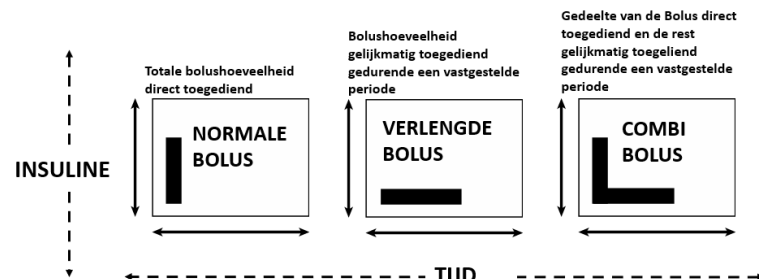 Totale bolushoeveelheid
direct toegediend
Bolushoeveelheid
gelijkmatig toegediend
gedurende een vastgestelde
periode
Gedeelte van de Bolus direct
toegediend en de rest
gelijkmatig toegeliend
gedurende een vastgestelde
periode
INSULINE
NORMALE
BOLUS
VERLENGDE
BOLUS
COMBI
BOLUS
TIJD